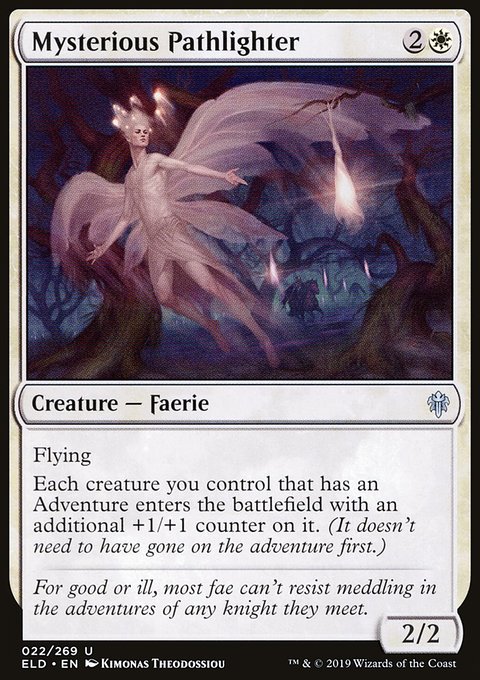 Mysterious Pathlighter 2
Creature — Faerie
Flying
Each creature you control that has an
Adventure enters the battlefield with an
additional +1/+1 counter on it. (It doesn't
need to have gone on the adventure first.)
For good or ill, most fae can't resist meddling in
the adventures of any knight they meet.
2/2
022/269 U
ELD • EN Kimonas Theodossiou
™ & © 2019 Wizards of the Coast